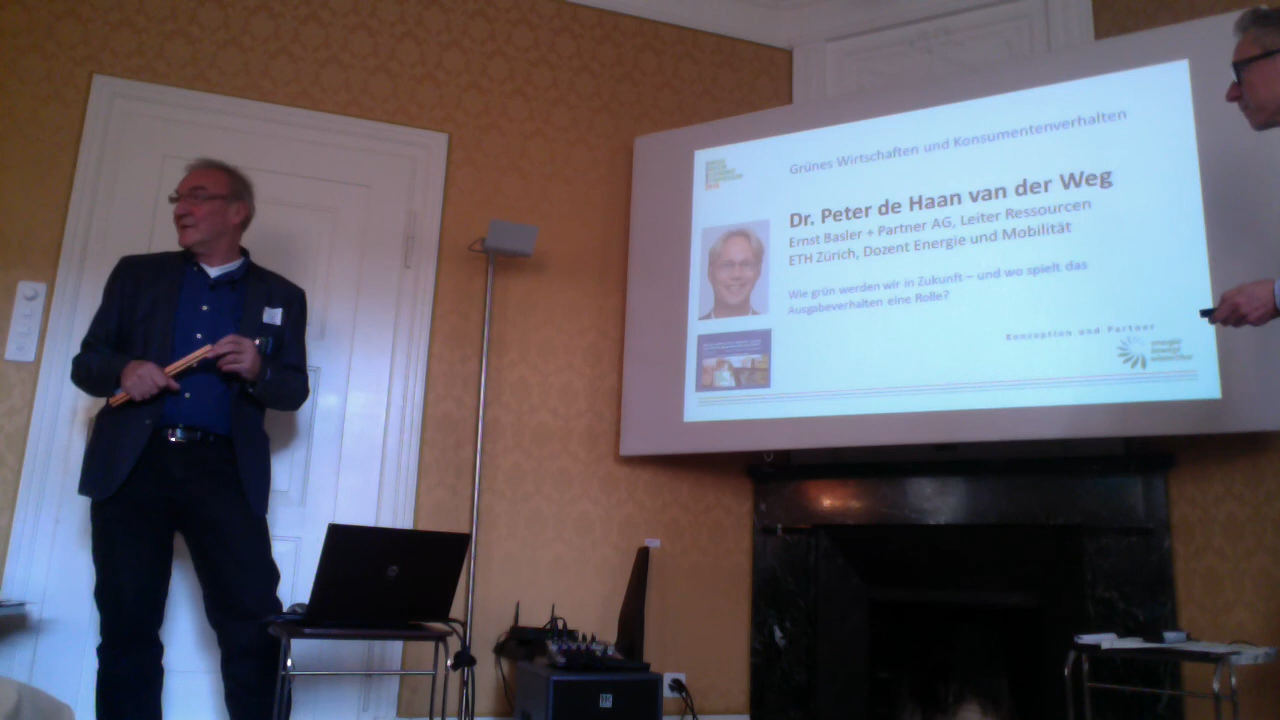 Grünes Wirtschaften und Konsumentenverhalten
Dr. Peter de Haan van der Weg
Ernst Basler + Partner AG, Leiter Ressourcen
ETH Zürich, Dozent Energie und Mobilität
Wie grün werden wir in Zukunft – und wo spielt das
Ausgabeverhalten eine Rolle?
Konzeption und Partner